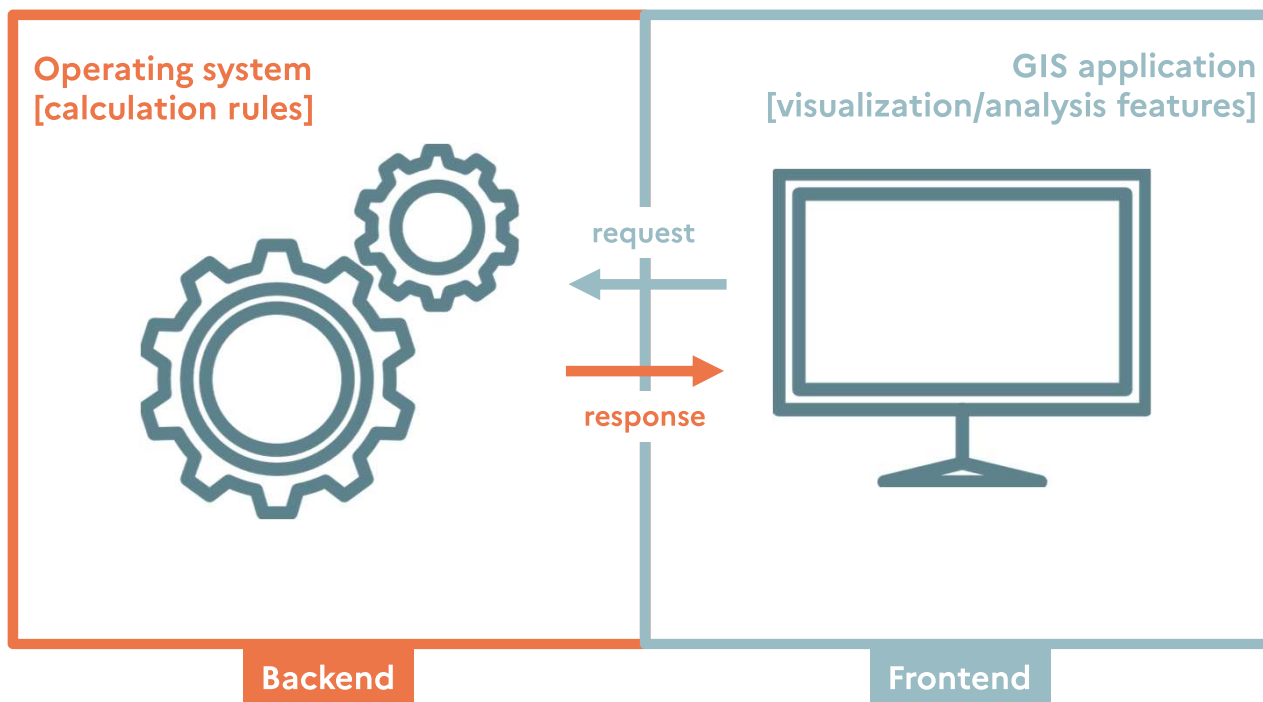 Operating system
[calculation rules]
GIS application
[visualization/analysis features]
request
response
Backend
Frontend